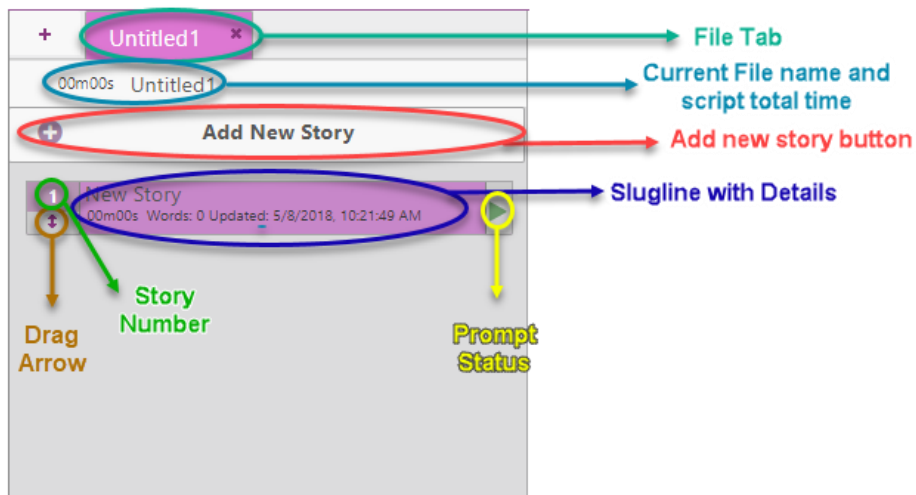 + Untitled1 ×
File Tab
00m00s Untitled1
Current File name and
script total time
Add New Story
Add new story button
1 New Story
00m00s Words: 0 Updated: 5/8/2018, 10:21:49 AM
Slugline with Details
Story
Number
Drag
Arrow
Prompt
Status